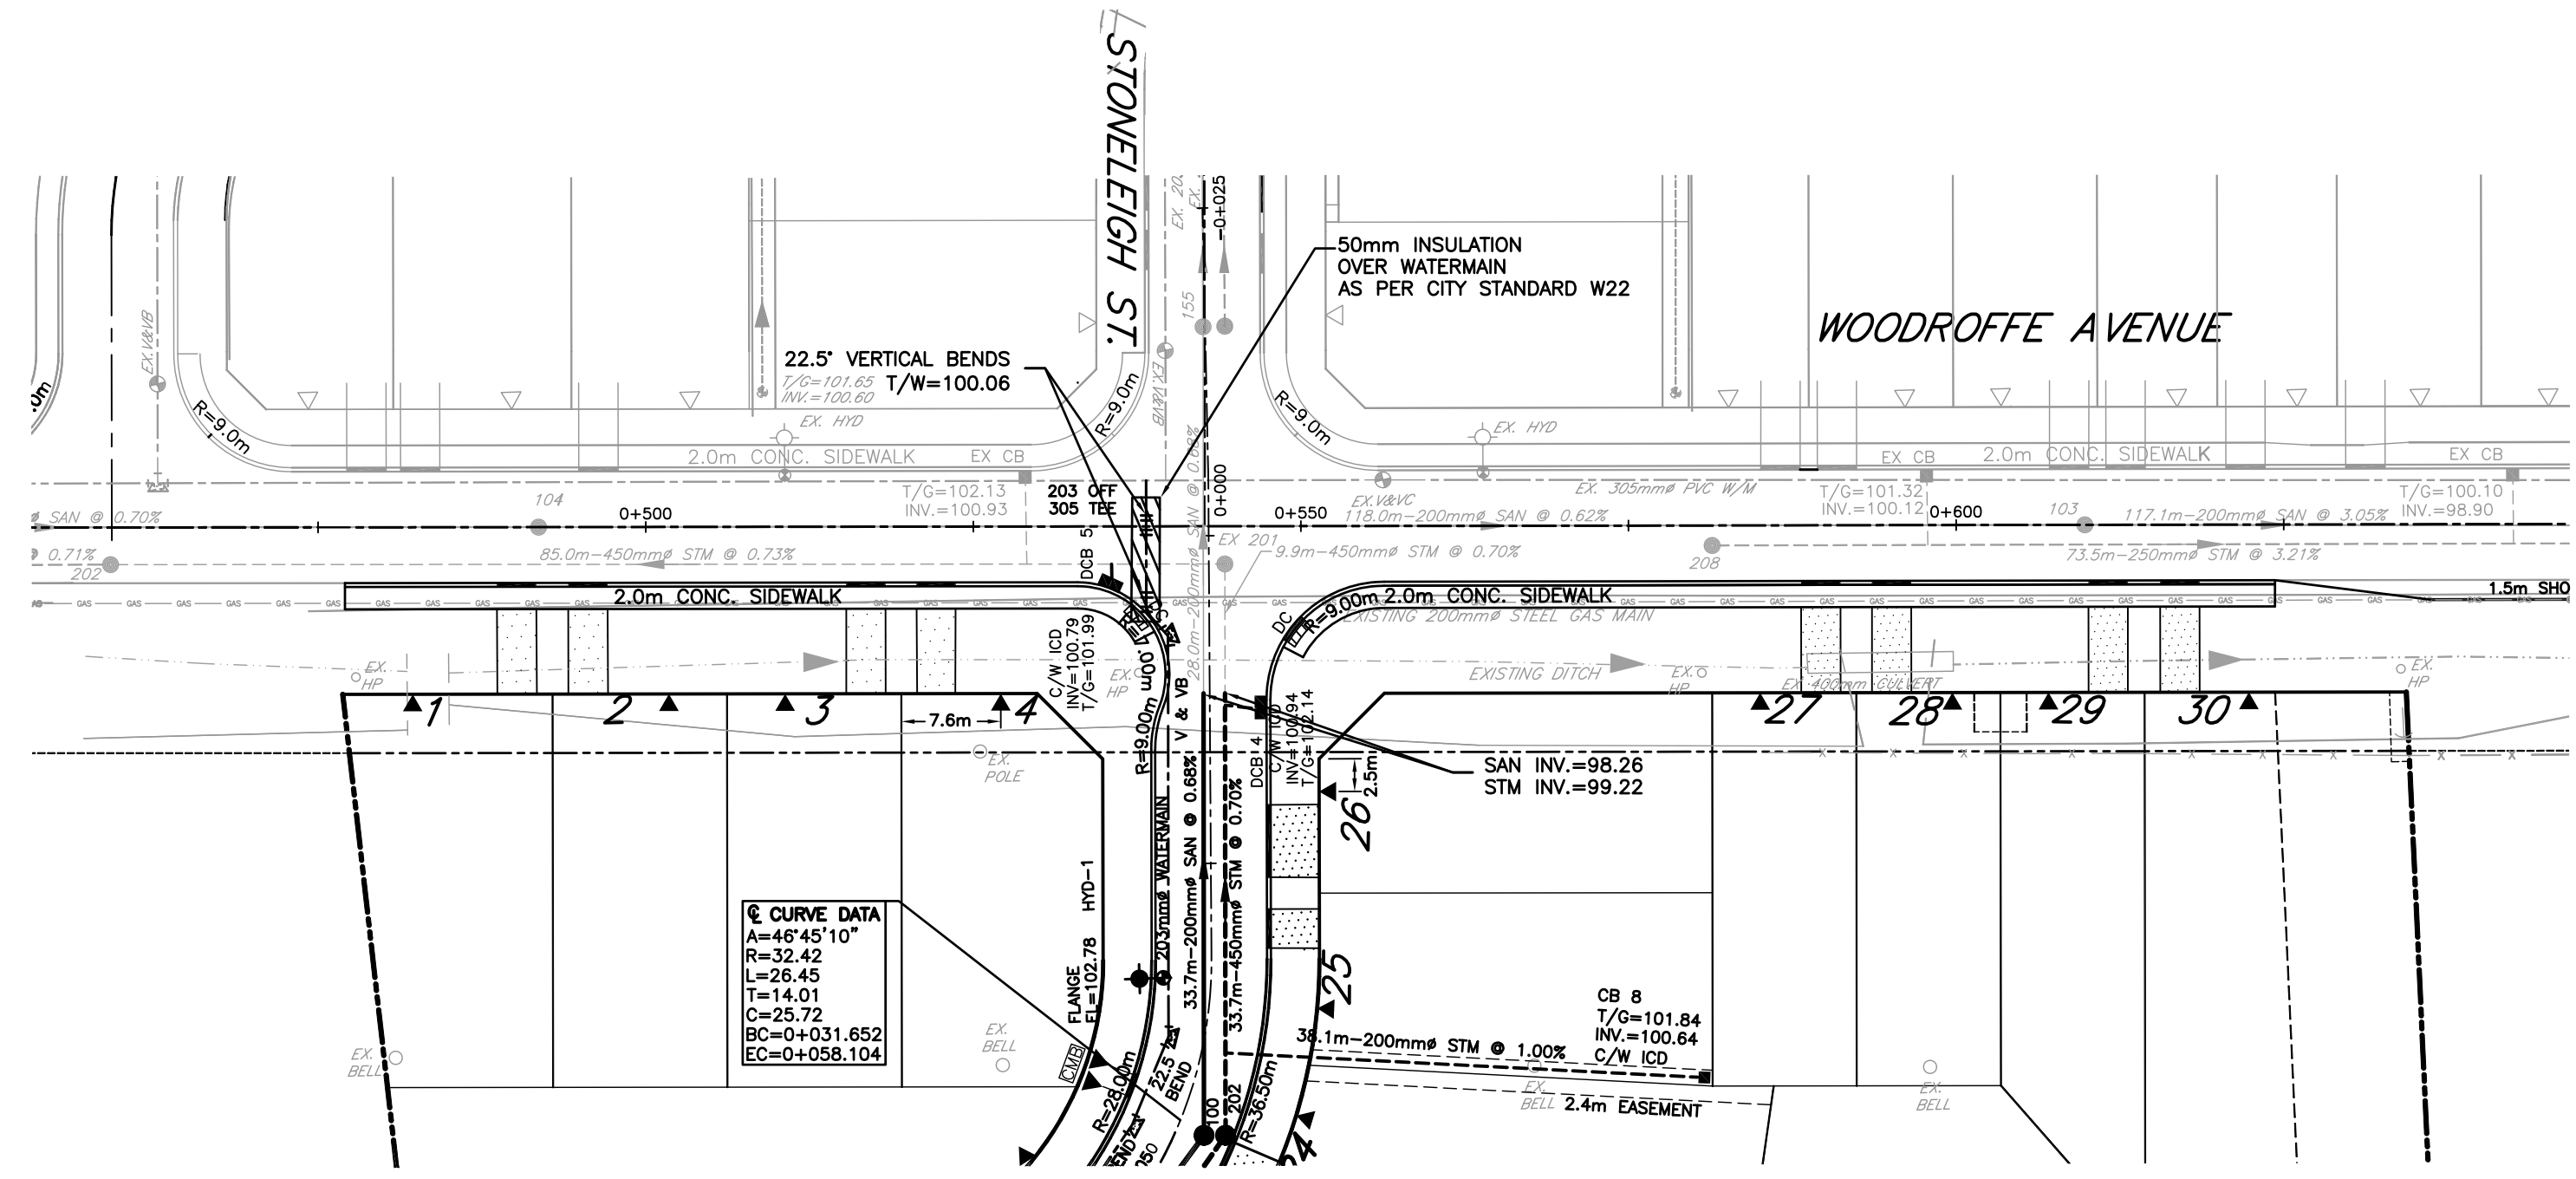 STONELEIGH ST.
WOODROFFE AVENUE
50mm INSULATION
OVER WATERMAIN
AS PER CITY STANDARD W22
22.5° VERTICAL BENDS
T/W=100.06
T/G=101.65
INV.=100.60
EX.V&VB
EX. 20
EX.
-0+025
155
EX.V&VB
R=9.0m
R=9.0m
R=9.0m
.0m
EX. HYD
EX. HYD
2.0m CONC. SIDEWALK
EX CB
EX CB
2.0m CONC. SIDEWALK
EX CB
104
T/G=102.13
INV.=100.93
203 OFF
305 TEE
0+000
EX.V&VC
EX. 305mmø PVC W/M
T/G=101.32
INV.=100.12
103
T/G=100.10
INV.=98.90
ø SAN @ 0.70%
0+500
0+550
118.0m-200mmø SAN @ 0.62%
0+600
117.1m-200mmø SAN @ 3.05%
ø 0.71%
202
85.0m-450mmø STM @ 0.73%
DCB 5
EX 201
9.9m-450mmø STM @ 0.70%
208
73.5m-250mmø STM @ 3.21%
28.0m-200mmø SAN @ 0.68%
GAS
2.0m CONC. SIDEWALK
R=9.00m
2.0m CONC. SIDEWALK
1.5m SHO
EXISTING 200mmø STEEL GAS MAIN
DC
C/W ICD
INV=100.79
T/G=101.99
EX.
HP
EX.
HP
EXISTING DITCH
EX.
HP
EX. 400mm CULVERT
EX.
HP
1
2
3
7.6m
4
27
28
29
30
R=9.00m
V & VB
DCB 4
C/W ICD
INV=100.94
T/G=102.14
SAN INV.=98.26
STM INV.=99.22
EX.
POLE
2.5m
26
25
24
203mmø WATERMAIN
33.7m-200mmø SAN @ 0.68%
33.7m-450mmø STM @ 0.70%
HYD-1
FLANGE
EL=102.78
℄ CURVE DATA
A=46°45'10"
R=32.42
L=26.45
T=14.01
C=25.72
BC=0+031.652
EC=0+058.104
EX.
BELL
EX.
BELL
CMB
R=28.00m
22.5°
BEND
100
202
R=36.50m
38.1m-200mmø STM @ 1.00%
CB 8
T/G=101.84
INV.=100.64
C/W ICD
EX.
BELL
2.4m EASEMENT
EX.
BELL